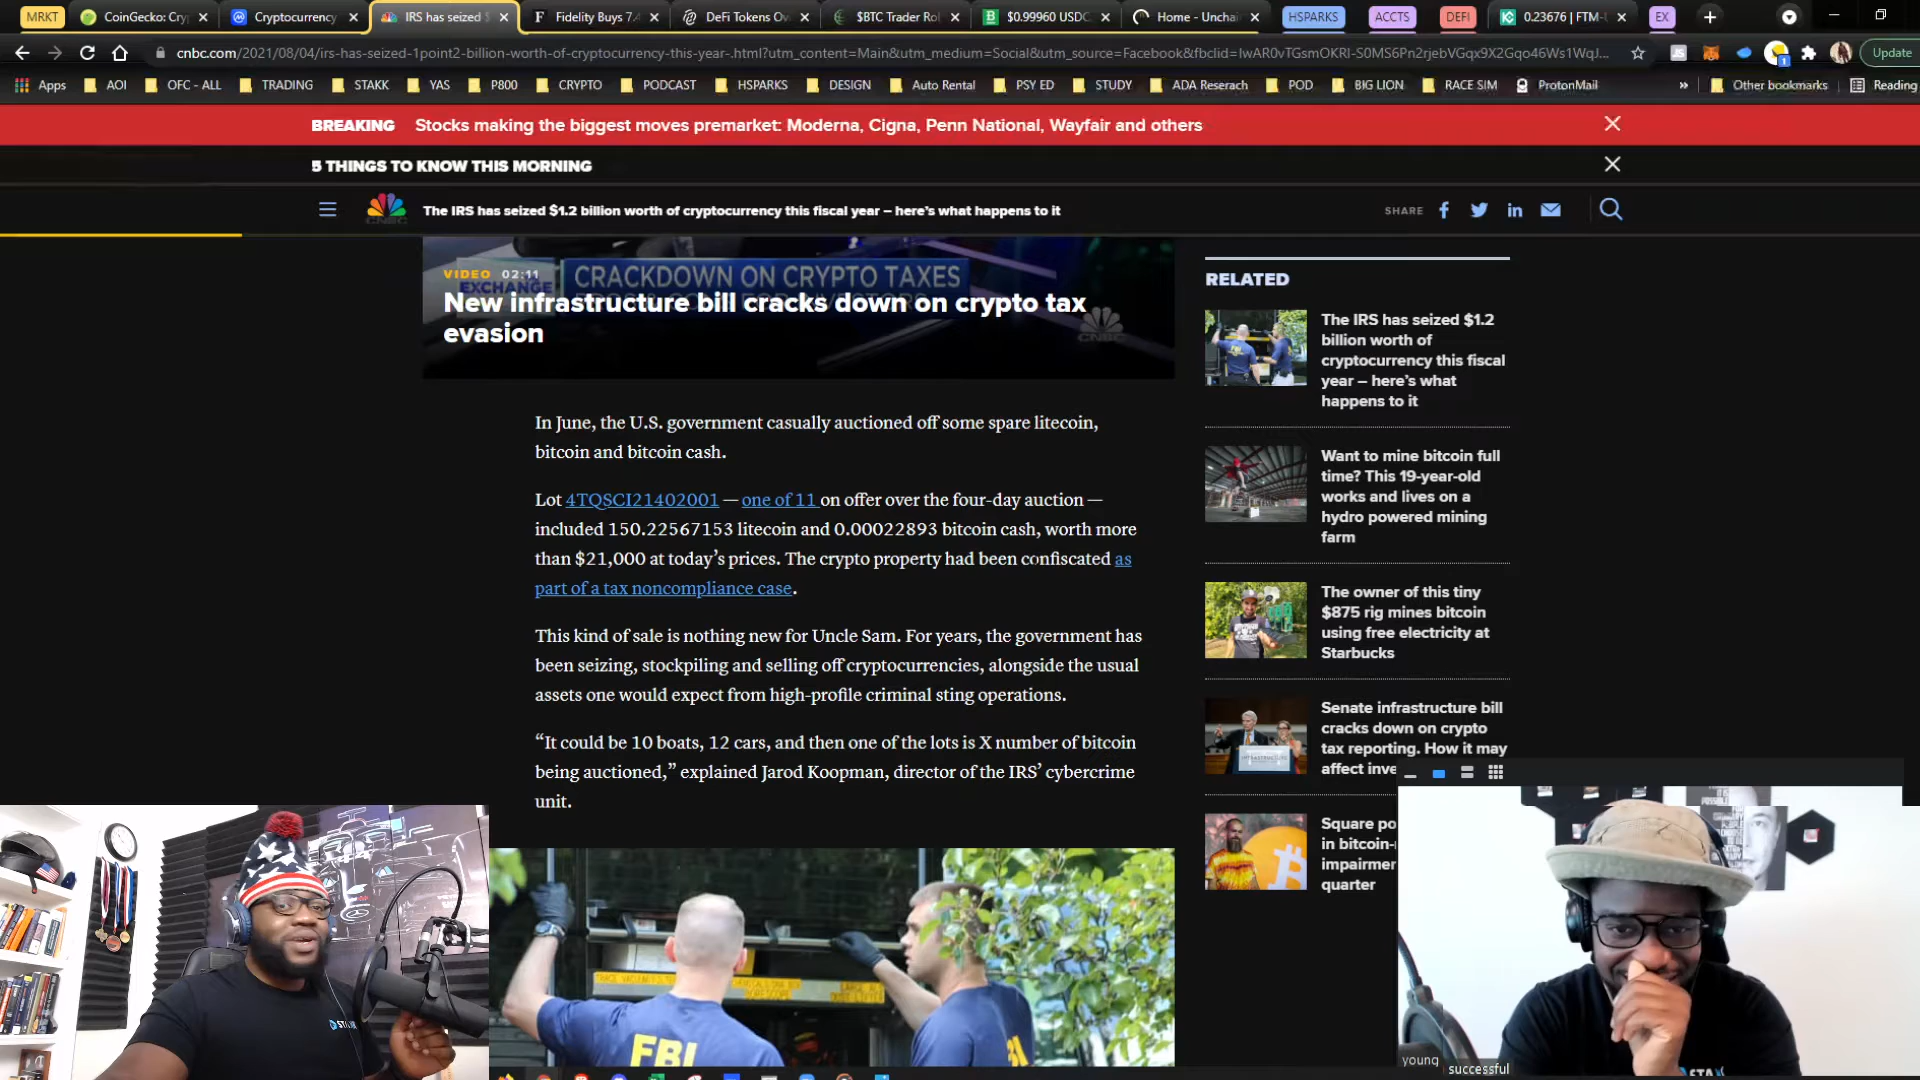 MRKT
CoinGecko: Cry
Cryptocurrency
IRS has seized $
Fidelity Buys 7.4
DeFi Tokens Ov
$BTC Trader Rol
$0.99960 USDC
Home - Unchai
HSPARKS
ACCTS
DEFI
0.23676 | FTM-U
EX
cnbc.com/2021/08/04/irs-has-seized-1point2-billion-worth-of-cryptocurrency-this-year-.html?utm_content=Main&utm_medium=Social&utm_source=Facebook&fbclid=IwAR0vTGsmOKRI-S0MS6Pn2rjebVGqx9X2Gqo46Ws1WqJ...
Update
Apps
AOI
OFC - ALL
TRADING
STAKK
YAS
P800
CRYPTO
PODCAST
HSPARKS
DESIGN
Auto Rental
PSY ED
STUDY
ADA Reserach
POD
BIG LION
RACE SIM
ProtonMail
»
Other bookmarks
Reading
BREAKING Stocks making the biggest moves premarket: Moderna, Cigna, Penn National, Wayfair and others
5 THINGS TO KNOW THIS MORNING
CNBC
The IRS has seized $1.2 billion worth of cryptocurrency this fiscal year – here's what happens to it
SHARE
VIDEO 02:11
EXCHANGE
CRACKDOWN ON CRYPTO TAXES
New infrastructure bill cracks down on crypto tax
evasion
CNBC
In June, the U.S. government casually auctioned off some spare litecoin,
bitcoin and bitcoin cash.
Lot 4TQSCI21402001 — one of 11 on offer over the four-day auction —
included 150.22567153 litecoin and 0.00022893 bitcoin cash, worth more
than $21,000 at today’s prices. The crypto property had been confiscated as
part of a tax noncompliance case.
This kind of sale is nothing new for Uncle Sam. For years, the government has
been seizing, stockpiling and selling off cryptocurrencies, alongside the usual
assets one would expect from high-profile criminal sting operations.
“It could be 10 boats, 12 cars, and then one of the lots is X number of bitcoin
being auctioned,” explained Jarod Koopman, director of the IRS’ cybercrime
unit.
FBI
RELATED
The IRS has seized $1.2
billion worth of
cryptocurrency this fiscal
year – here’s what
happens to it
Want to mine bitcoin full
time? This 19-year-old
works and lives on a
hydro powered mining
farm
The owner of this tiny
$875 rig mines bitcoin
using free electricity at
Starbucks
Senate infrastructure bill
cracks down on crypto
tax reporting. How it may
affect inve
Square po
in bitcoin-
impairmer
quarter
young
successful